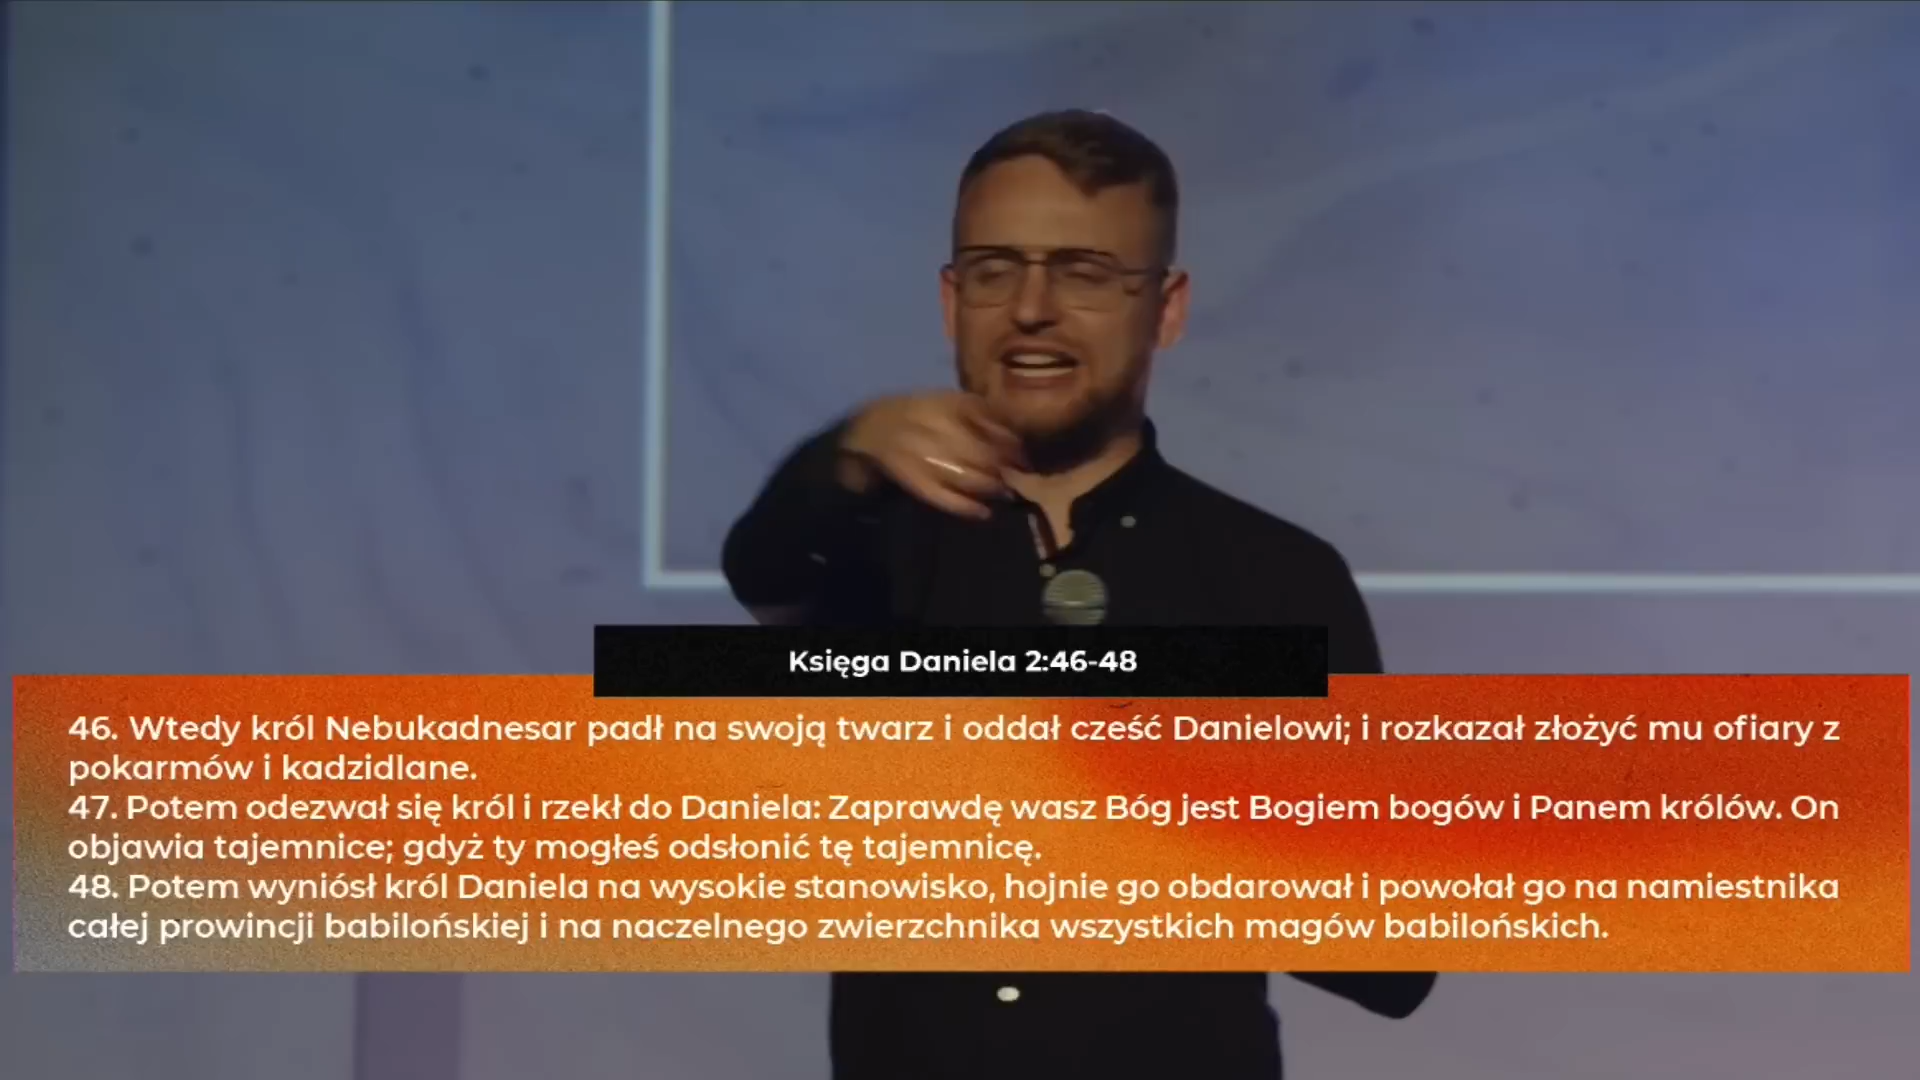 Księga Daniela 2:46-48
46. Wtedy król Nebukadnesar padł na swoją twarz i oddał cześć Danielowi; i rozkazał złożyć mu ofiary z
pokarmów i kadzidlane.
47. Potem odezwał się król i rzekł do Daniela: Zaprawdę wasz Bóg jest Bogiem bogów i Panem królów. On
objawia tajemnice; gdyż ty mogłeś odsłonić tę tajemnicę.
48. Potem wyniósł król Daniela na wysokie stanowisko, hojnie go obdarował i powołał go na namiestnika
całej prowincji babilońskiej i na naczelnego zwierzchnika wszystkich magów babilońskich.